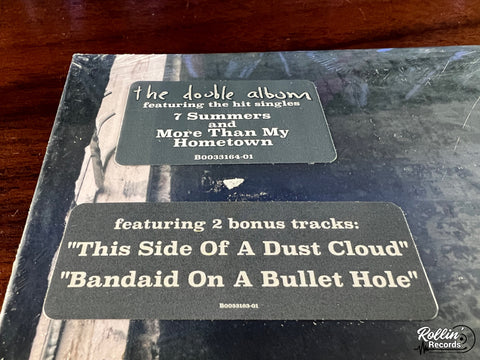 the double album
featuring the hit singles
7 Summers
and
More Than My
Hometown
B0033164-01
featuring 2 bonus tracks:
"This Side Of A Dust Cloud"
"Bandaid On A Bullet Hole"
B0033163-01
Rollin'
Records